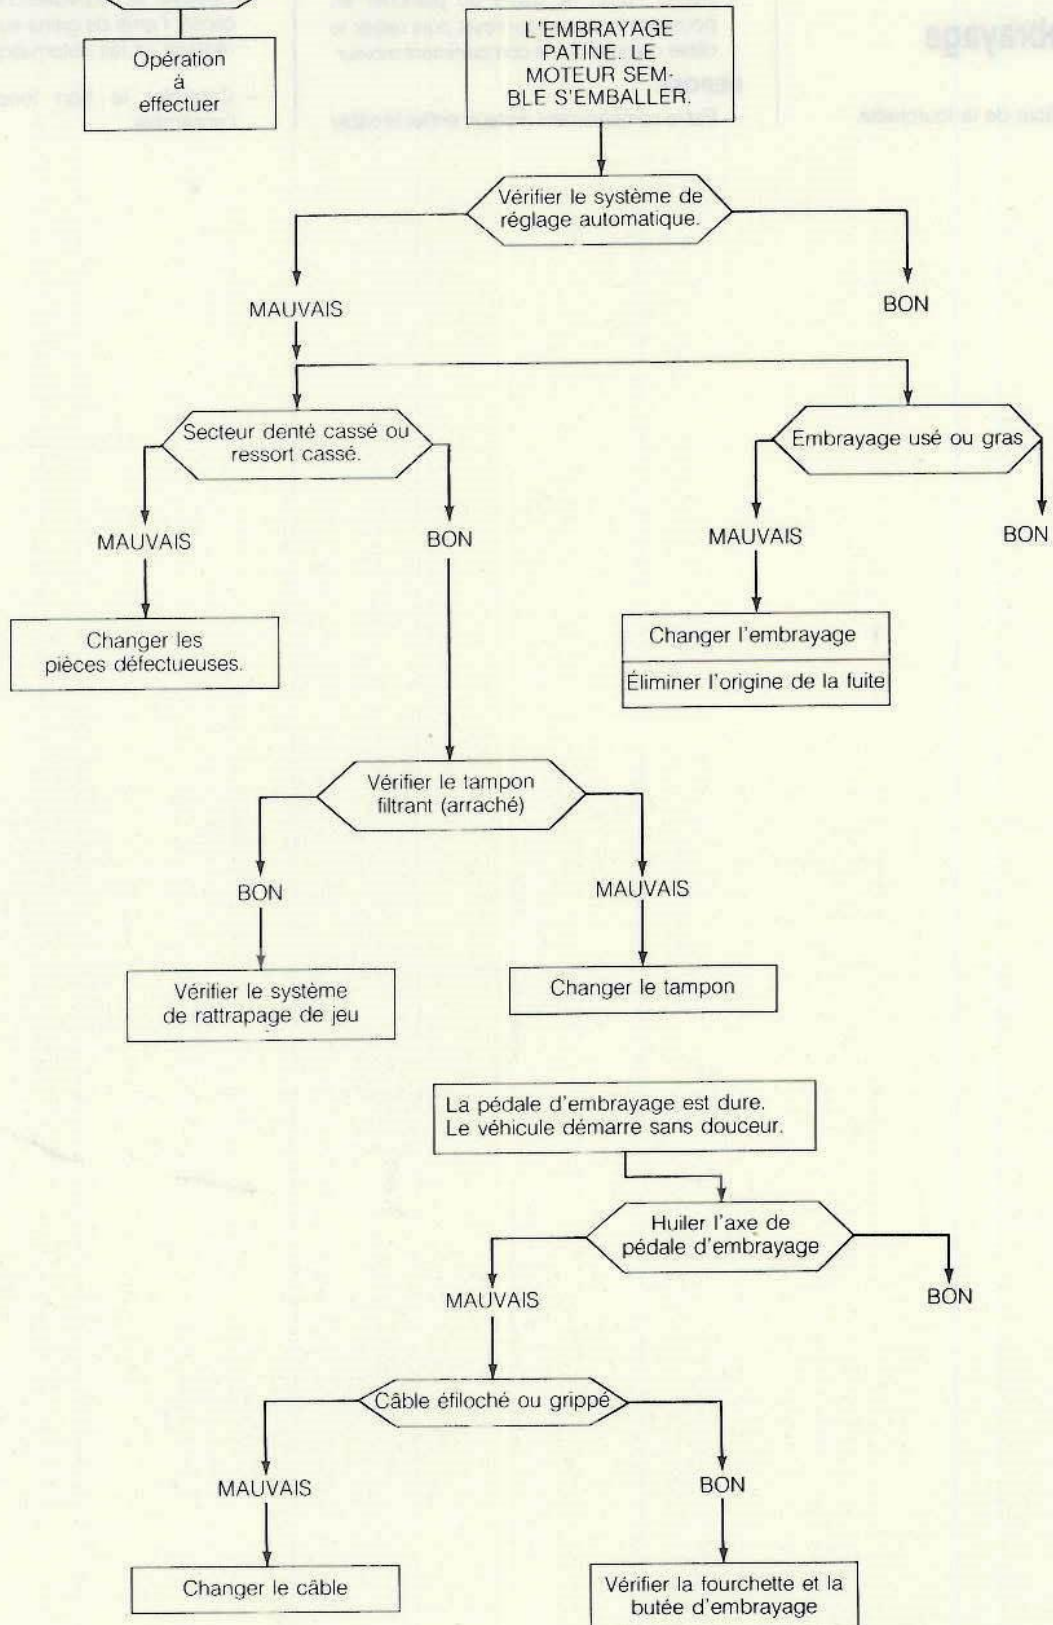 Opération
à
effectuer
L'EMBRAYAGE
PATINE. LE
MOTEUR SEM-
BLE S'EMBALLER.
Vérifier le système de
réglage automatique.
MAUVAIS
BON
Secteur denté cassé ou
ressort cassé.
Embrayage usé ou gras
MAUVAIS
BON
MAUVAIS
BON
Changer les
pièces défectueuses.
Changer l'embrayage
Éliminer l'origine de la fuite
Vérifier le tampon
filtrant (arraché)
BON
MAUVAIS
Vérifier le système
de rattrapage de jeu
Changer le tampon
La pédale d'embrayage est dure.
Le véhicule démarre sans douceur.
Huiler l'axe de
pédale d'embrayage
MAUVAIS
BON
Câble éfiloché ou grippé
MAUVAIS
BON
Changer le câble
Vérifier la fourchette et la
butée d'embrayage